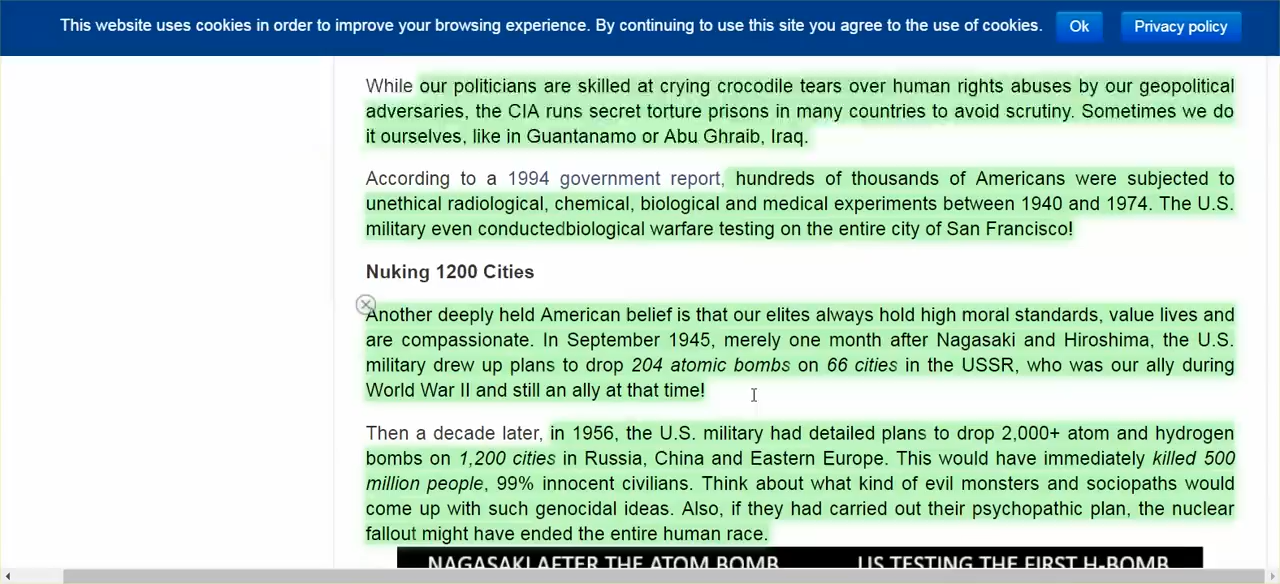 This website uses cookies in order to improve your browsing experience. By continuing to use this site you agree to the use of cookies. Ok Privacy policy
While our politicians are skilled at crying crocodile tears over human rights abuses by our geopolitical
adversaries, the CIA runs secret torture prisons in many countries to avoid scrutiny. Sometimes we do
it ourselves, like in Guantanamo or Abu Ghraib, Iraq.
According to a 1994 government report, hundreds of thousands of Americans were subjected to
unethical radiological, chemical, biological and medical experiments between 1940 and 1974. The U.S.
military even conductedbiological warfare testing on the entire city of San Francisco!
Nuking 1200 Cities
Another deeply held American belief is that our elites always hold high moral standards, value lives and
are compassionate. In September 1945, merely one month after Nagasaki and Hiroshima, the U.S.
military drew up plans to drop 204 atomic bombs on 66 cities in the USSR, who was our ally during
World War II and still an ally at that time!
Then a decade later, in 1956, the U.S. military had detailed plans to drop 2,000+ atom and hydrogen
bombs on 1,200 cities in Russia, China and Eastern Europe. This would have immediately killed 500
million people, 99% innocent civilians. Think about what kind of evil monsters and sociopaths would
come up with such genocidal ideas. Also, if they had carried out their psychopathic plan, the nuclear
fallout might have ended the entire human race.
NAGASAKI AFTER THE ATOM BOMB US TESTING THE FIRST H-BOMB